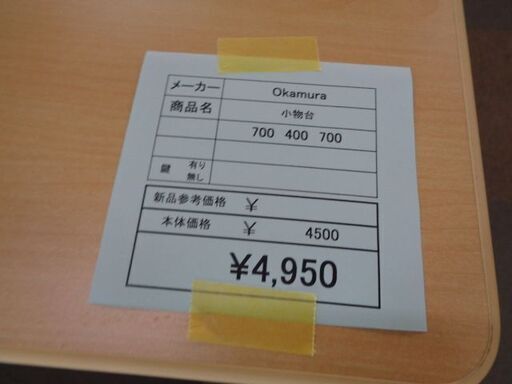 メーカー Okamura
商品名 小物台
700 400 700
鍵 有り 無し
新品参考価格 ¥
本体価格 ¥ 4500
¥4,950